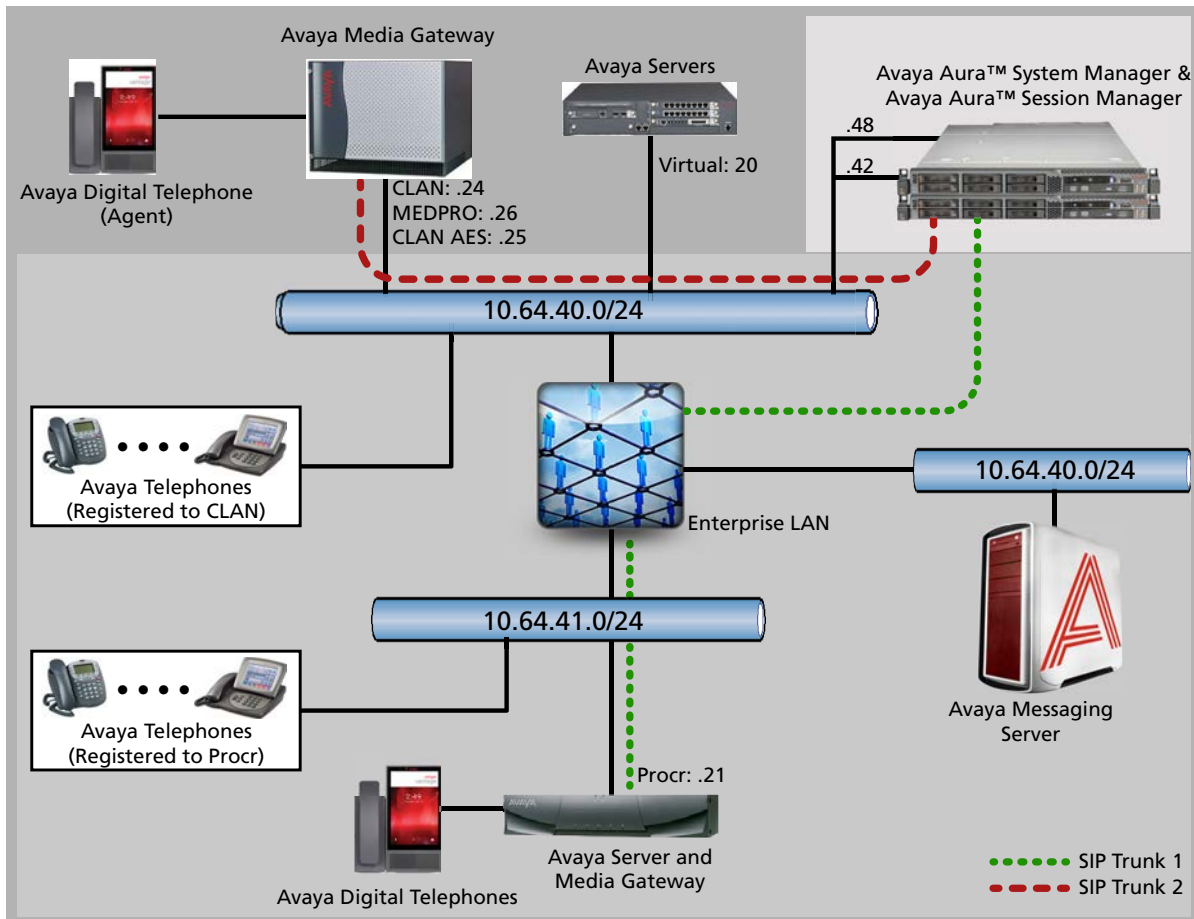 Avaya Media Gateway
Avaya Servers
Avaya Aura™ System Manager &
Avaya Aura™ Session Manager
.48
.42
Avaya Digital Telephone
(Agent)
CLAN: .24
MEDPRO: .26
CLAN AES: .25
Virtual: 20
10.64.40.0/24
Avaya Telephones
(Registered to CLAN)
Enterprise LAN
10.64.40.0/24
10.64.41.0/24
Avaya Telephones
(Registered to Procr)
Avaya Messaging
Server
Procr: .21
AVAYA
Avaya Digital Telephones
Avaya Server and
Media Gateway
SIP Trunk 1
SIP Trunk 2